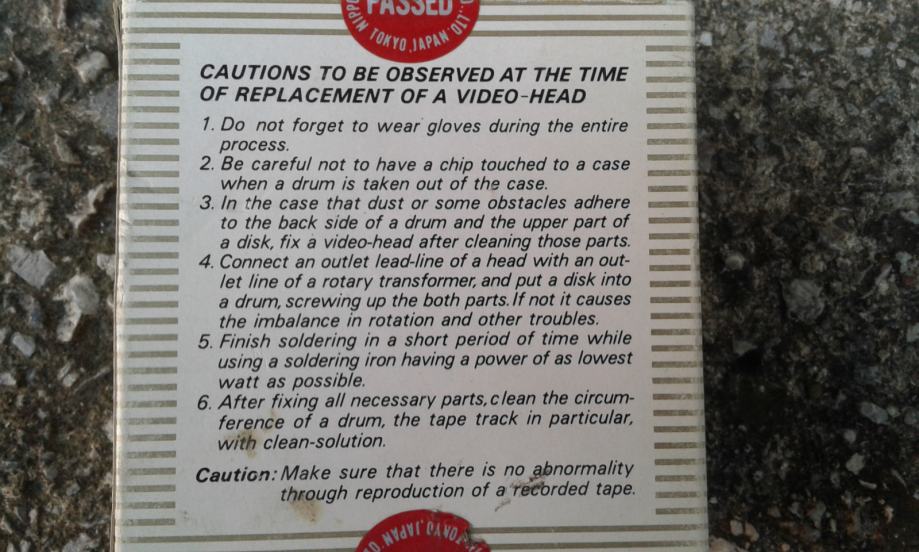 PASSED
NIPPO
TOKYO, JAPAN
LTD.
CAUTIONS TO BE OBSERVED AT THE TIME
OF REPLACEMENT OF A VIDEO-HEAD
1. Do not forget to wear gloves during the entire
process.
2. Be careful not to have a chip touched to a case
when a drum is taken out of the case.
3. In the case that dust or some obstacles adhere
to the back side of a drum and the upper part of
a disk, fix a video-head after cleaning those parts.
4. Connect an outlet lead-line of a head with an out-
let line of a rotary transformer, and put a disk into
a drum, screwing up the both parts. If not it causes
the imbalance in rotation and other troubles.
5. Finish soldering in a short period of time while
using a soldering iron having a power of as lowest
watt as possible.
6. After fixing all necessary parts, clean the circum-
ference of a drum, the tape track in particular,
with clean-solution.
Caution: Make sure that there is no abnormality
through reproduction of a recorded tape.
TOKYO, JAPAN